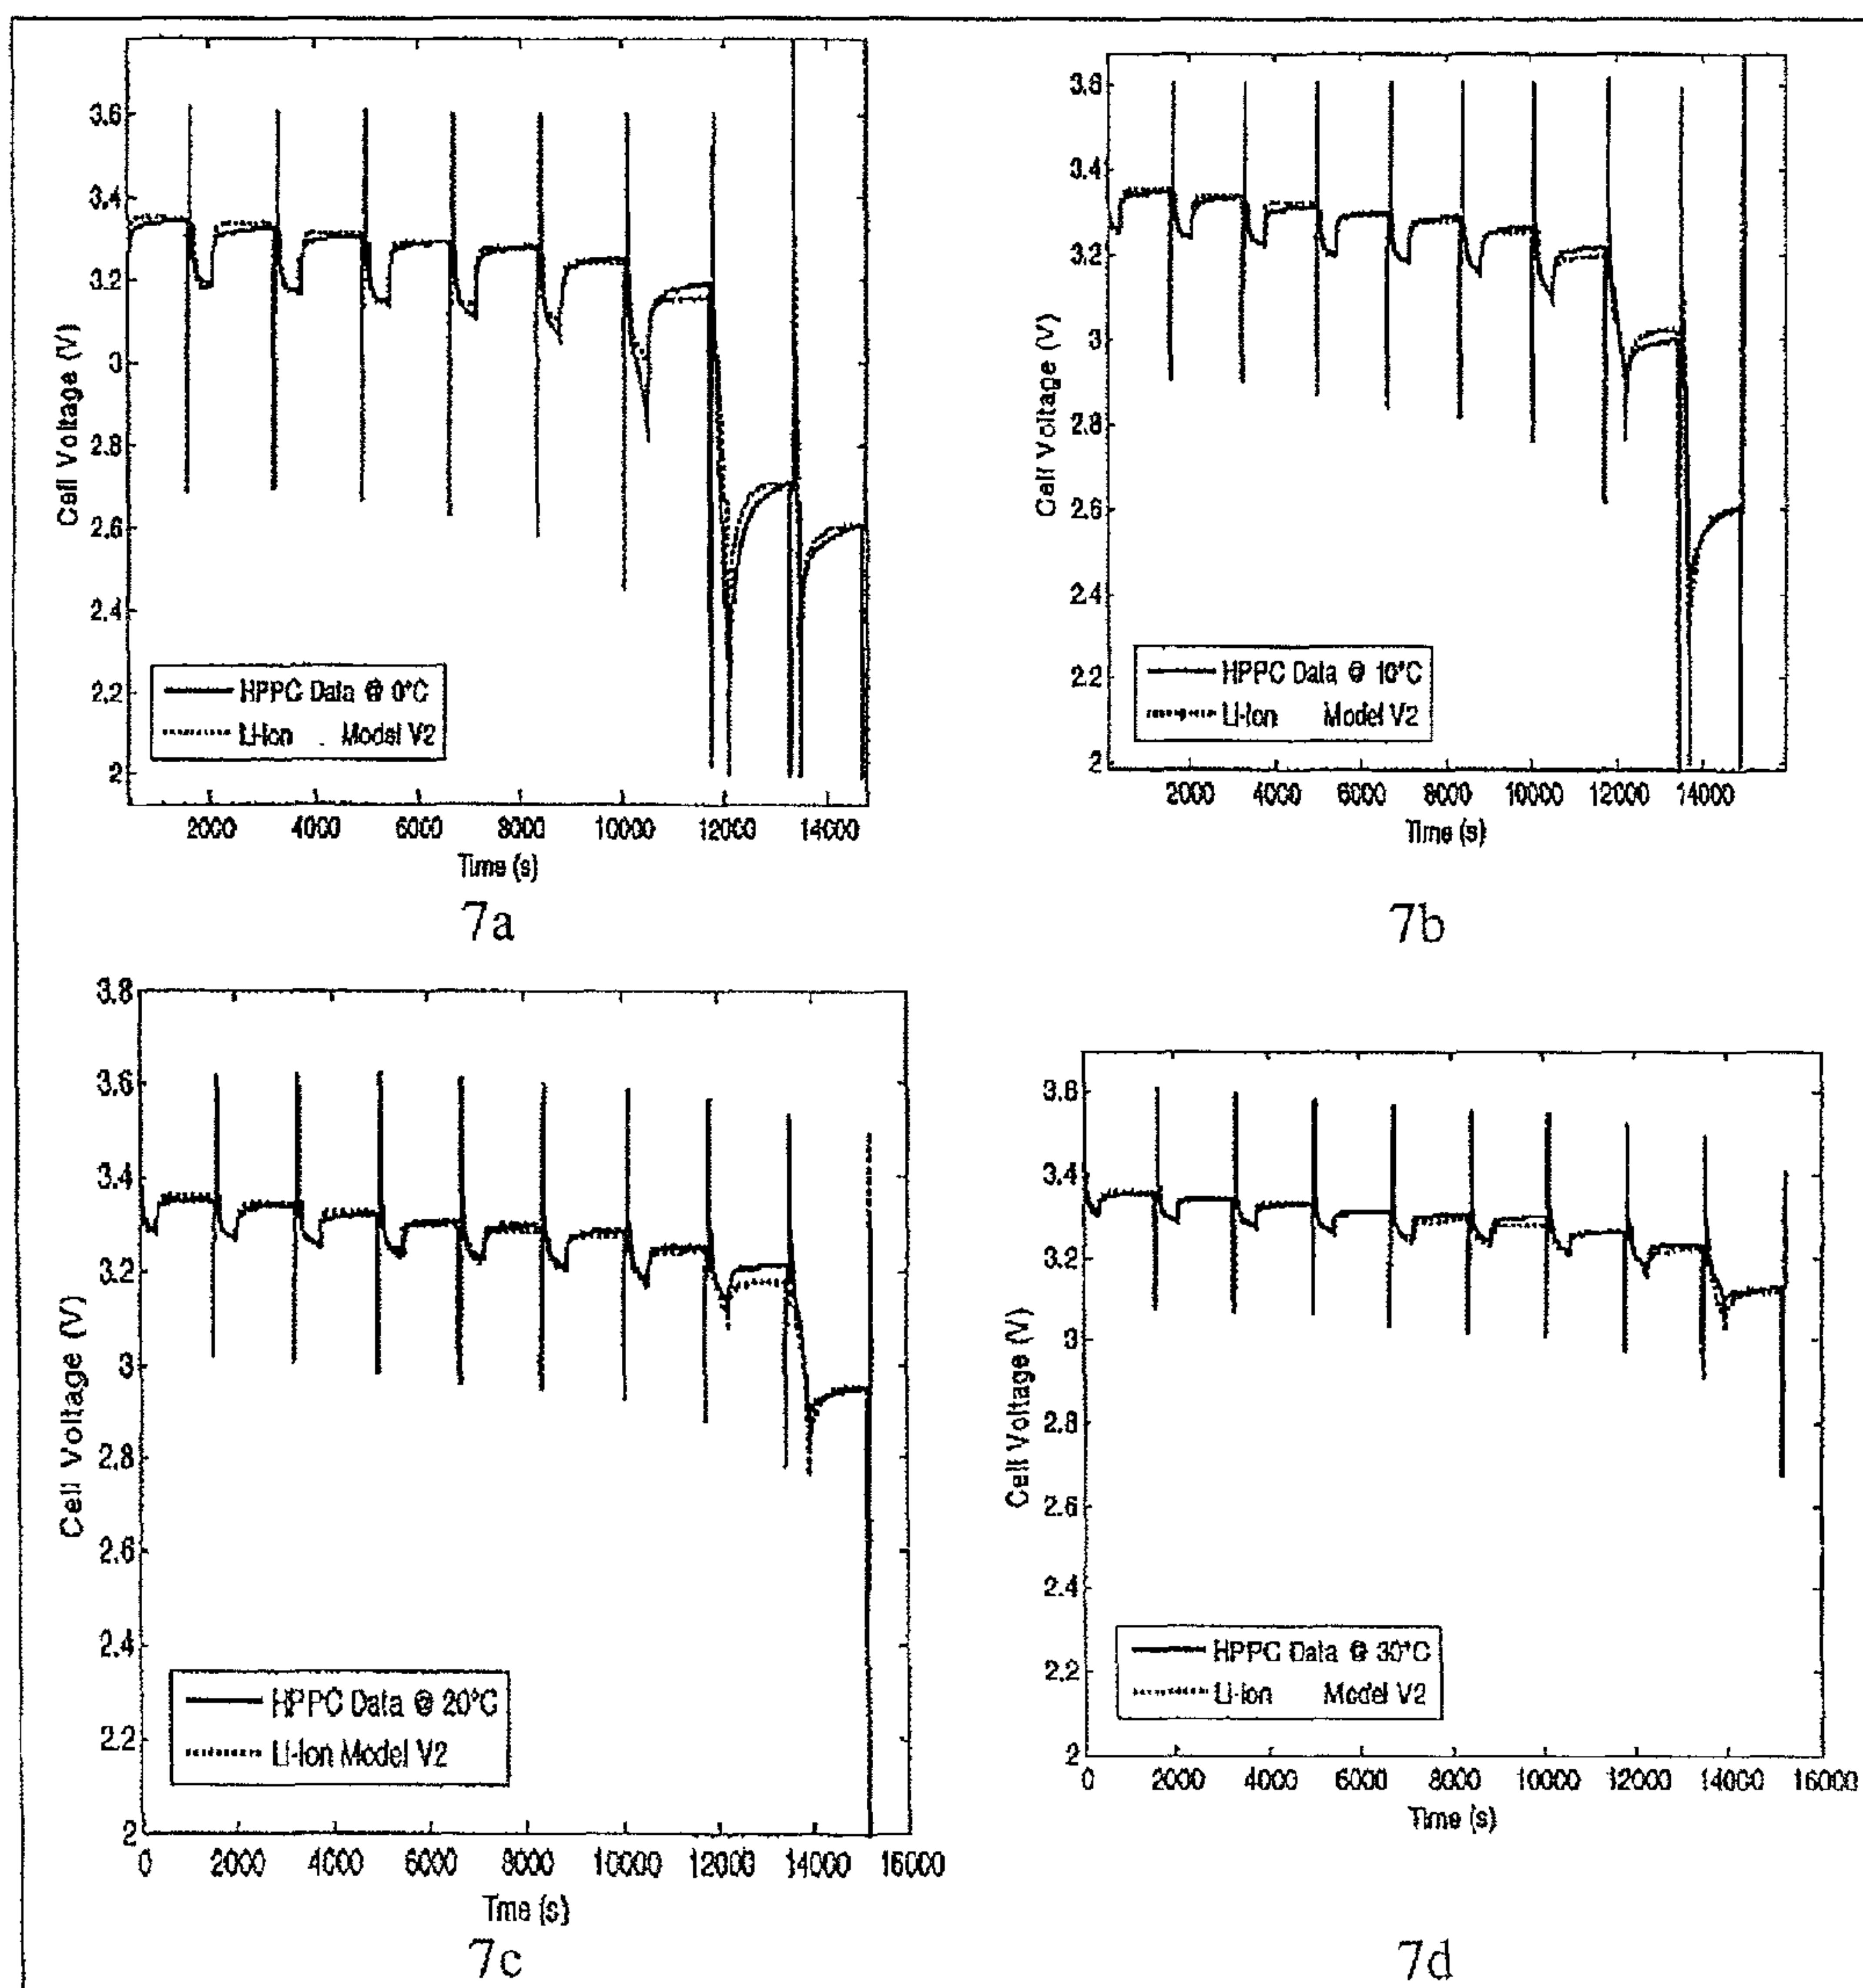 3.6
3.4
3.2
3
2.8
2.6
2.4
2.2
2
Cell Voltage (V)
HPPC Data @ 0°C
Li-Ion . Model V2
2000 4000 6000 8000 10000 12000 14000
Time (s)
7a
3.6
3.4
3.2
3
2.8
2.6
2.4
2.2
2
Cell Voltage (V)
HPPC Data @ 10°C
Li-Ion Model V2
2000 4000 6000 8000 10000 12000 14000
Time (s)
7b
3.8
3.6
3.4
3.2
3
2.8
2.6
2.4
2.2
2
Cell Voltage (V)
HPPC Data @ 20°C
Li-Ion Model V2
0 2000 4000 6000 8000 10000 12000 14000 16000
Tme (s)
7c
3.6
3.4
3.2
3
2.8
2.6
2.4
2.2
2
Cell Voltage (V)
HPPC Data @ 30°C
Li-Ion Model V2
0 2000 4000 6000 8000 10000 12000 14000 16000
Time (s)
7d